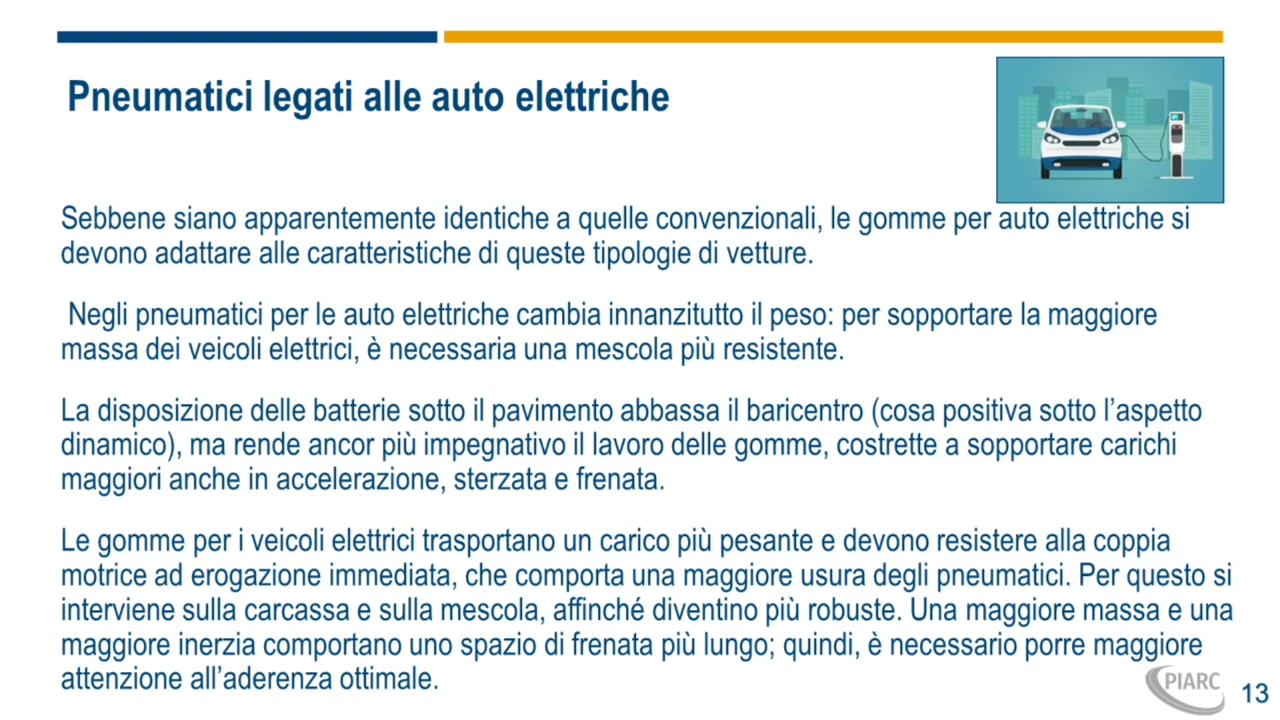 Pneumatici legati alle auto elettriche
Sebbene siano apparentemente identiche a quelle convenzionali, le gomme per auto elettriche si
devono adattare alle caratteristiche di queste tipologie di vetture.
Negli pneumatici per le auto elettriche cambia innanzitutto il peso: per sopportare la maggiore
massa dei veicoli elettrici, è necessaria una mescola più resistente.
La disposizione delle batterie sotto il pavimento abbassa il baricentro (cosa positiva sotto l’aspetto
dinamico), ma rende ancor più impegnativo il lavoro delle gomme, costrette a sopportare carichi
maggiori anche in accelerazione, sterzata e frenata.
Le gomme per i veicoli elettrici trasportano un carico più pesante e devono resistere alla coppia
motrice ad erogazione immediata, che comporta una maggiore usura degli pneumatici. Per questo si
interviene sulla carcassa e sulla mescola, affinché diventino più robuste. Una maggiore massa e una
maggiore inerzia comportano uno spazio di frenata più lungo; quindi, è necessario porre maggiore
attenzione all’aderenza ottimale.
PIARC
13